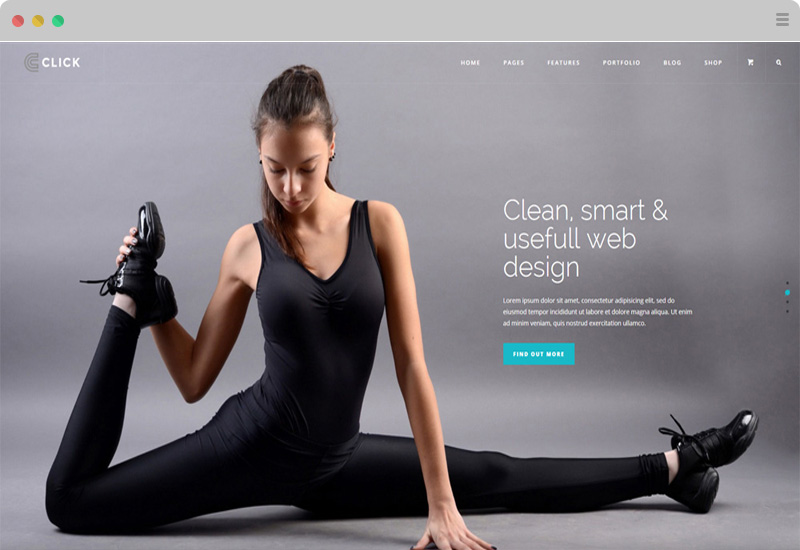 CLICK
HOME PAGES FEATURES PORTFOLIO BLOG SHOP
Clean, smart &
usefull web
design
Lorem ipsum dolor sit amet, consectetur adipisicing elit, sed do
eiusmod tempor incididunt ut labore et dolore magna aliqua. Ut enim
ad minim veniam, quis nostrud exercitation ullamco.
FIND OUT MORE